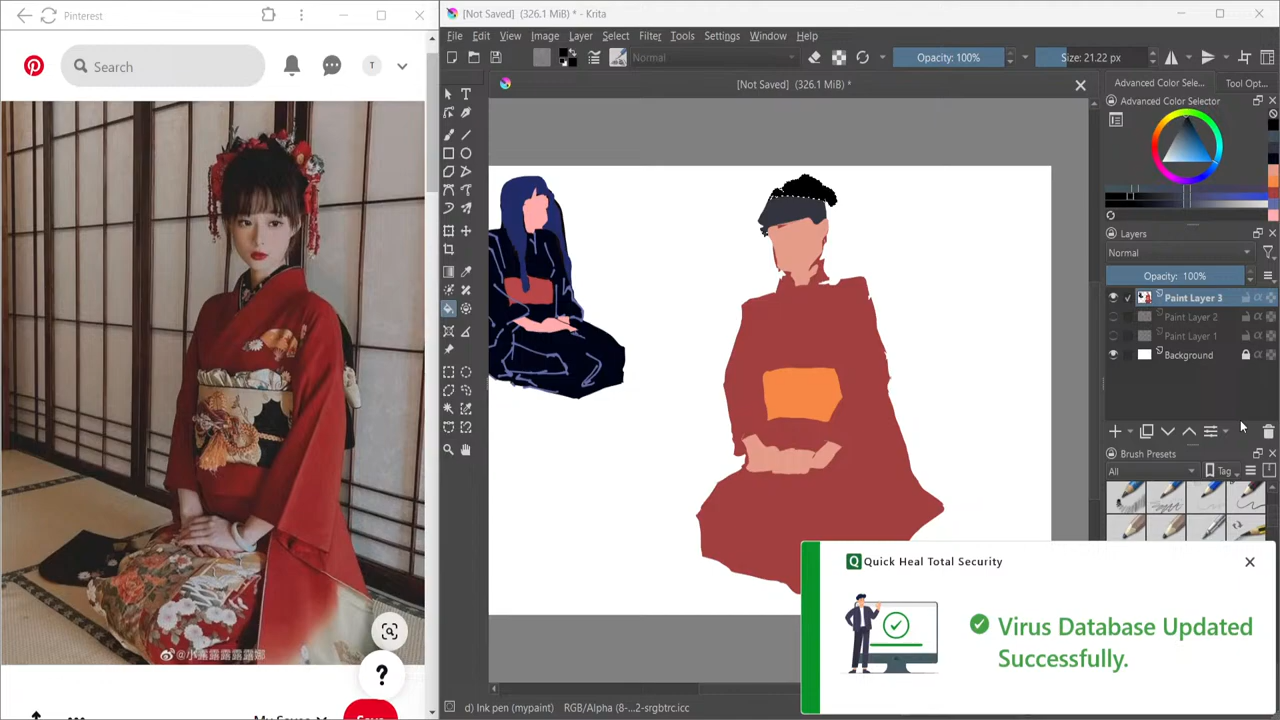 Pinterest
[Not Saved] (326.1 MiB) * - Krita
Search
T
File Edit View Image Layer Select Filter Tools Settings Window Help
Normal
Opacity: 100%
Size: 21.22 px
[Not Saved] (326.1 MiB) *
Advanced Color Sele...
Tool Opt...
Advanced Color Selector
Layers
Normal
Opacity: 100%
Paint Layer 3
Paint Layer 2
Paint Layer 1
Background
Brush Presets
All
Tag
Quick Heal Total Security
Virus Database Updated
Successfully.
?
d) Ink pen (mypaint)
RGB/Alpha (8-...2-srgbtrc.icc